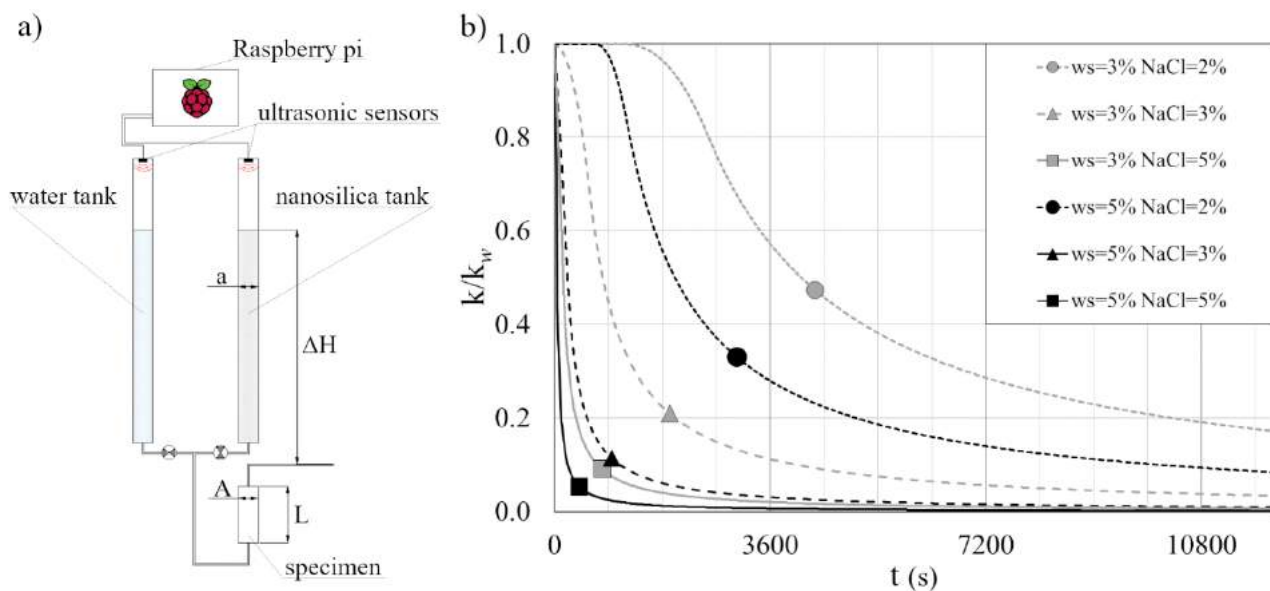 a)
Raspberry pi
ultrasonic sensors
water tank
nanosilica tank
a
ΔH
A
L
specimen
b)
k/k_w
1.0
0.8
0.6
0.4
0.2
0.0
0
3600
7200
10800
t (s)
ws=3% NaCl=2%
ws=3% NaCl=3%
ws=3% NaCl=5%
ws=5% NaCl=2%
ws=5% NaCl=3%
ws=5% NaCl=5%